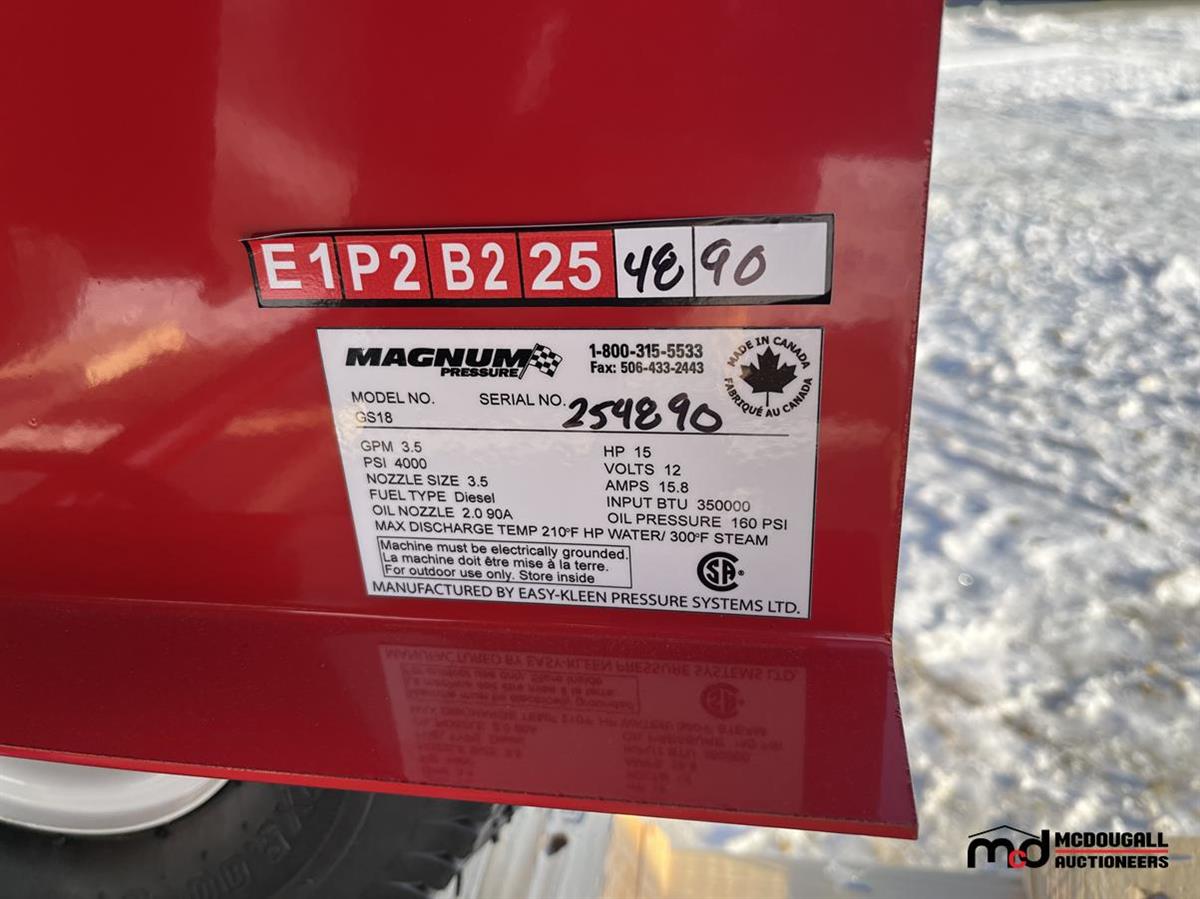 E1 P2 B2 25 48 90
MAGNUM
PRESSURE
1-800-315-5533
Fax: 506-433-2443
MADE IN CANADA
FABRIQUÉ AU CANADA
MODEL NO. SERIAL NO. 254890
GS18
GPM 3.5 HP 15
PSI 4000 VOLTS 12
NOZZLE SIZE 3.5 AMPS 15.8
FUEL TYPE Diesel INPUT BTU 350000
OIL NOZZLE 2.0 90A OIL PRESSURE 160 PSI
MAX DISCHARGE TEMP 210°F HP WATER/ 300°F STEAM
Machine must be electrically grounded.
La machine doit être mise à la terre.
For outdoor use only. Store inside
SA
MANUFACTURED BY EASY-KLEEN PRESSURE SYSTEMS LTD.
mcd MCDOUGALL
AUCTIONEERS